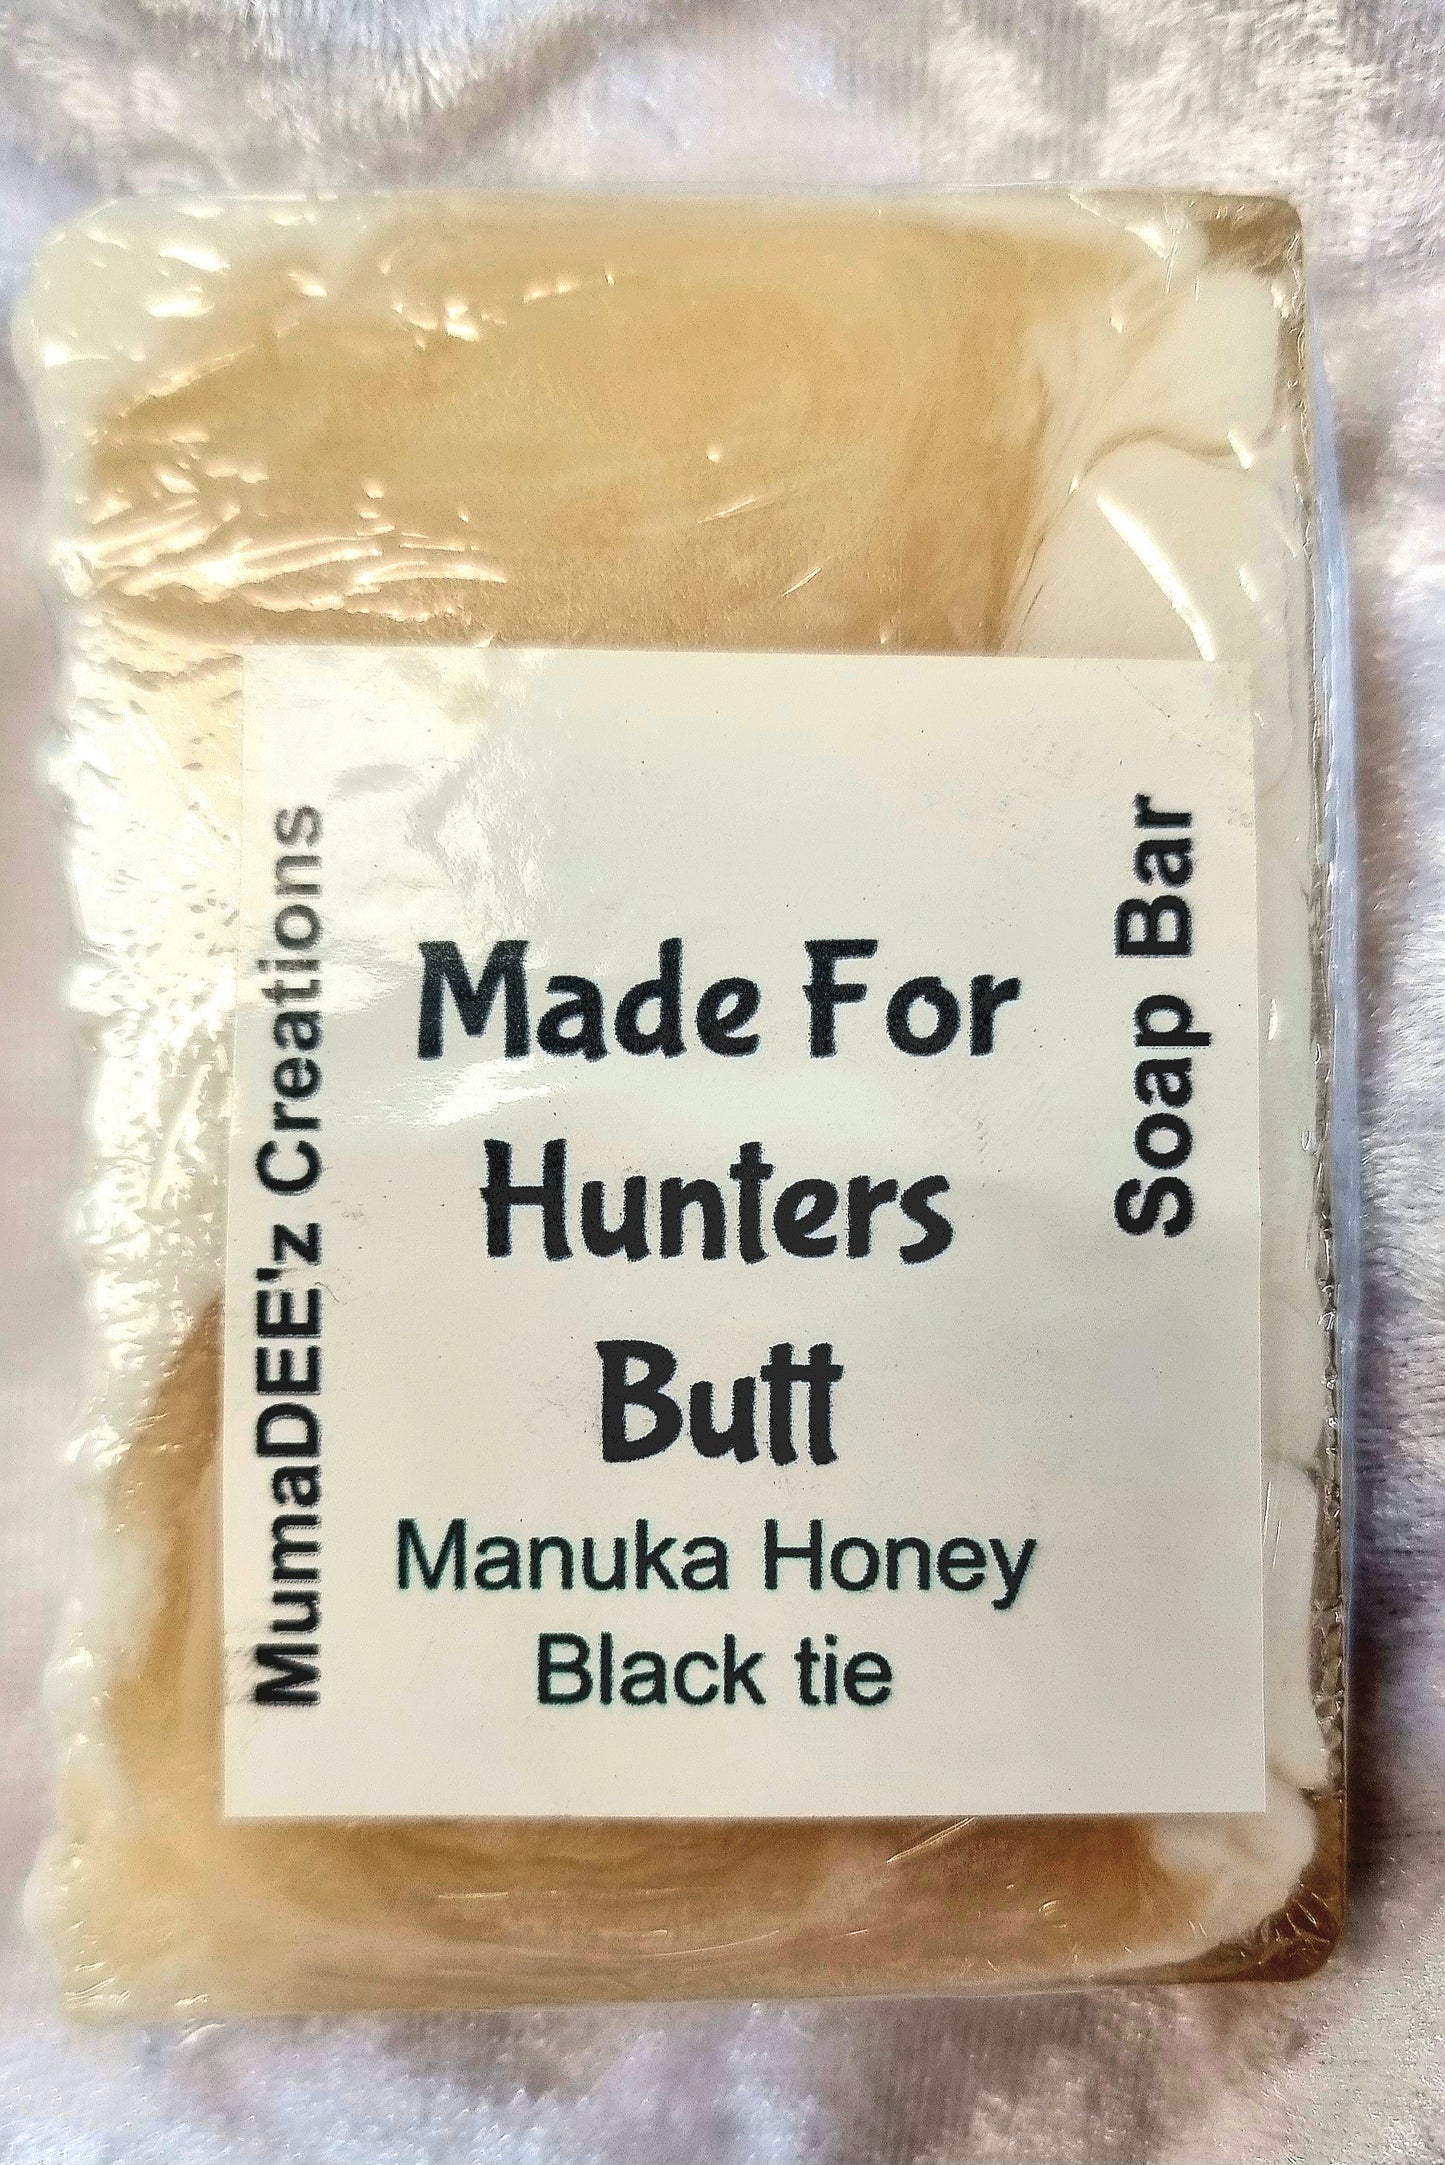 MumaDEE'z Creations
Made For
Hunters
Butt
Manuka Honey
Black tie
Soap Bar